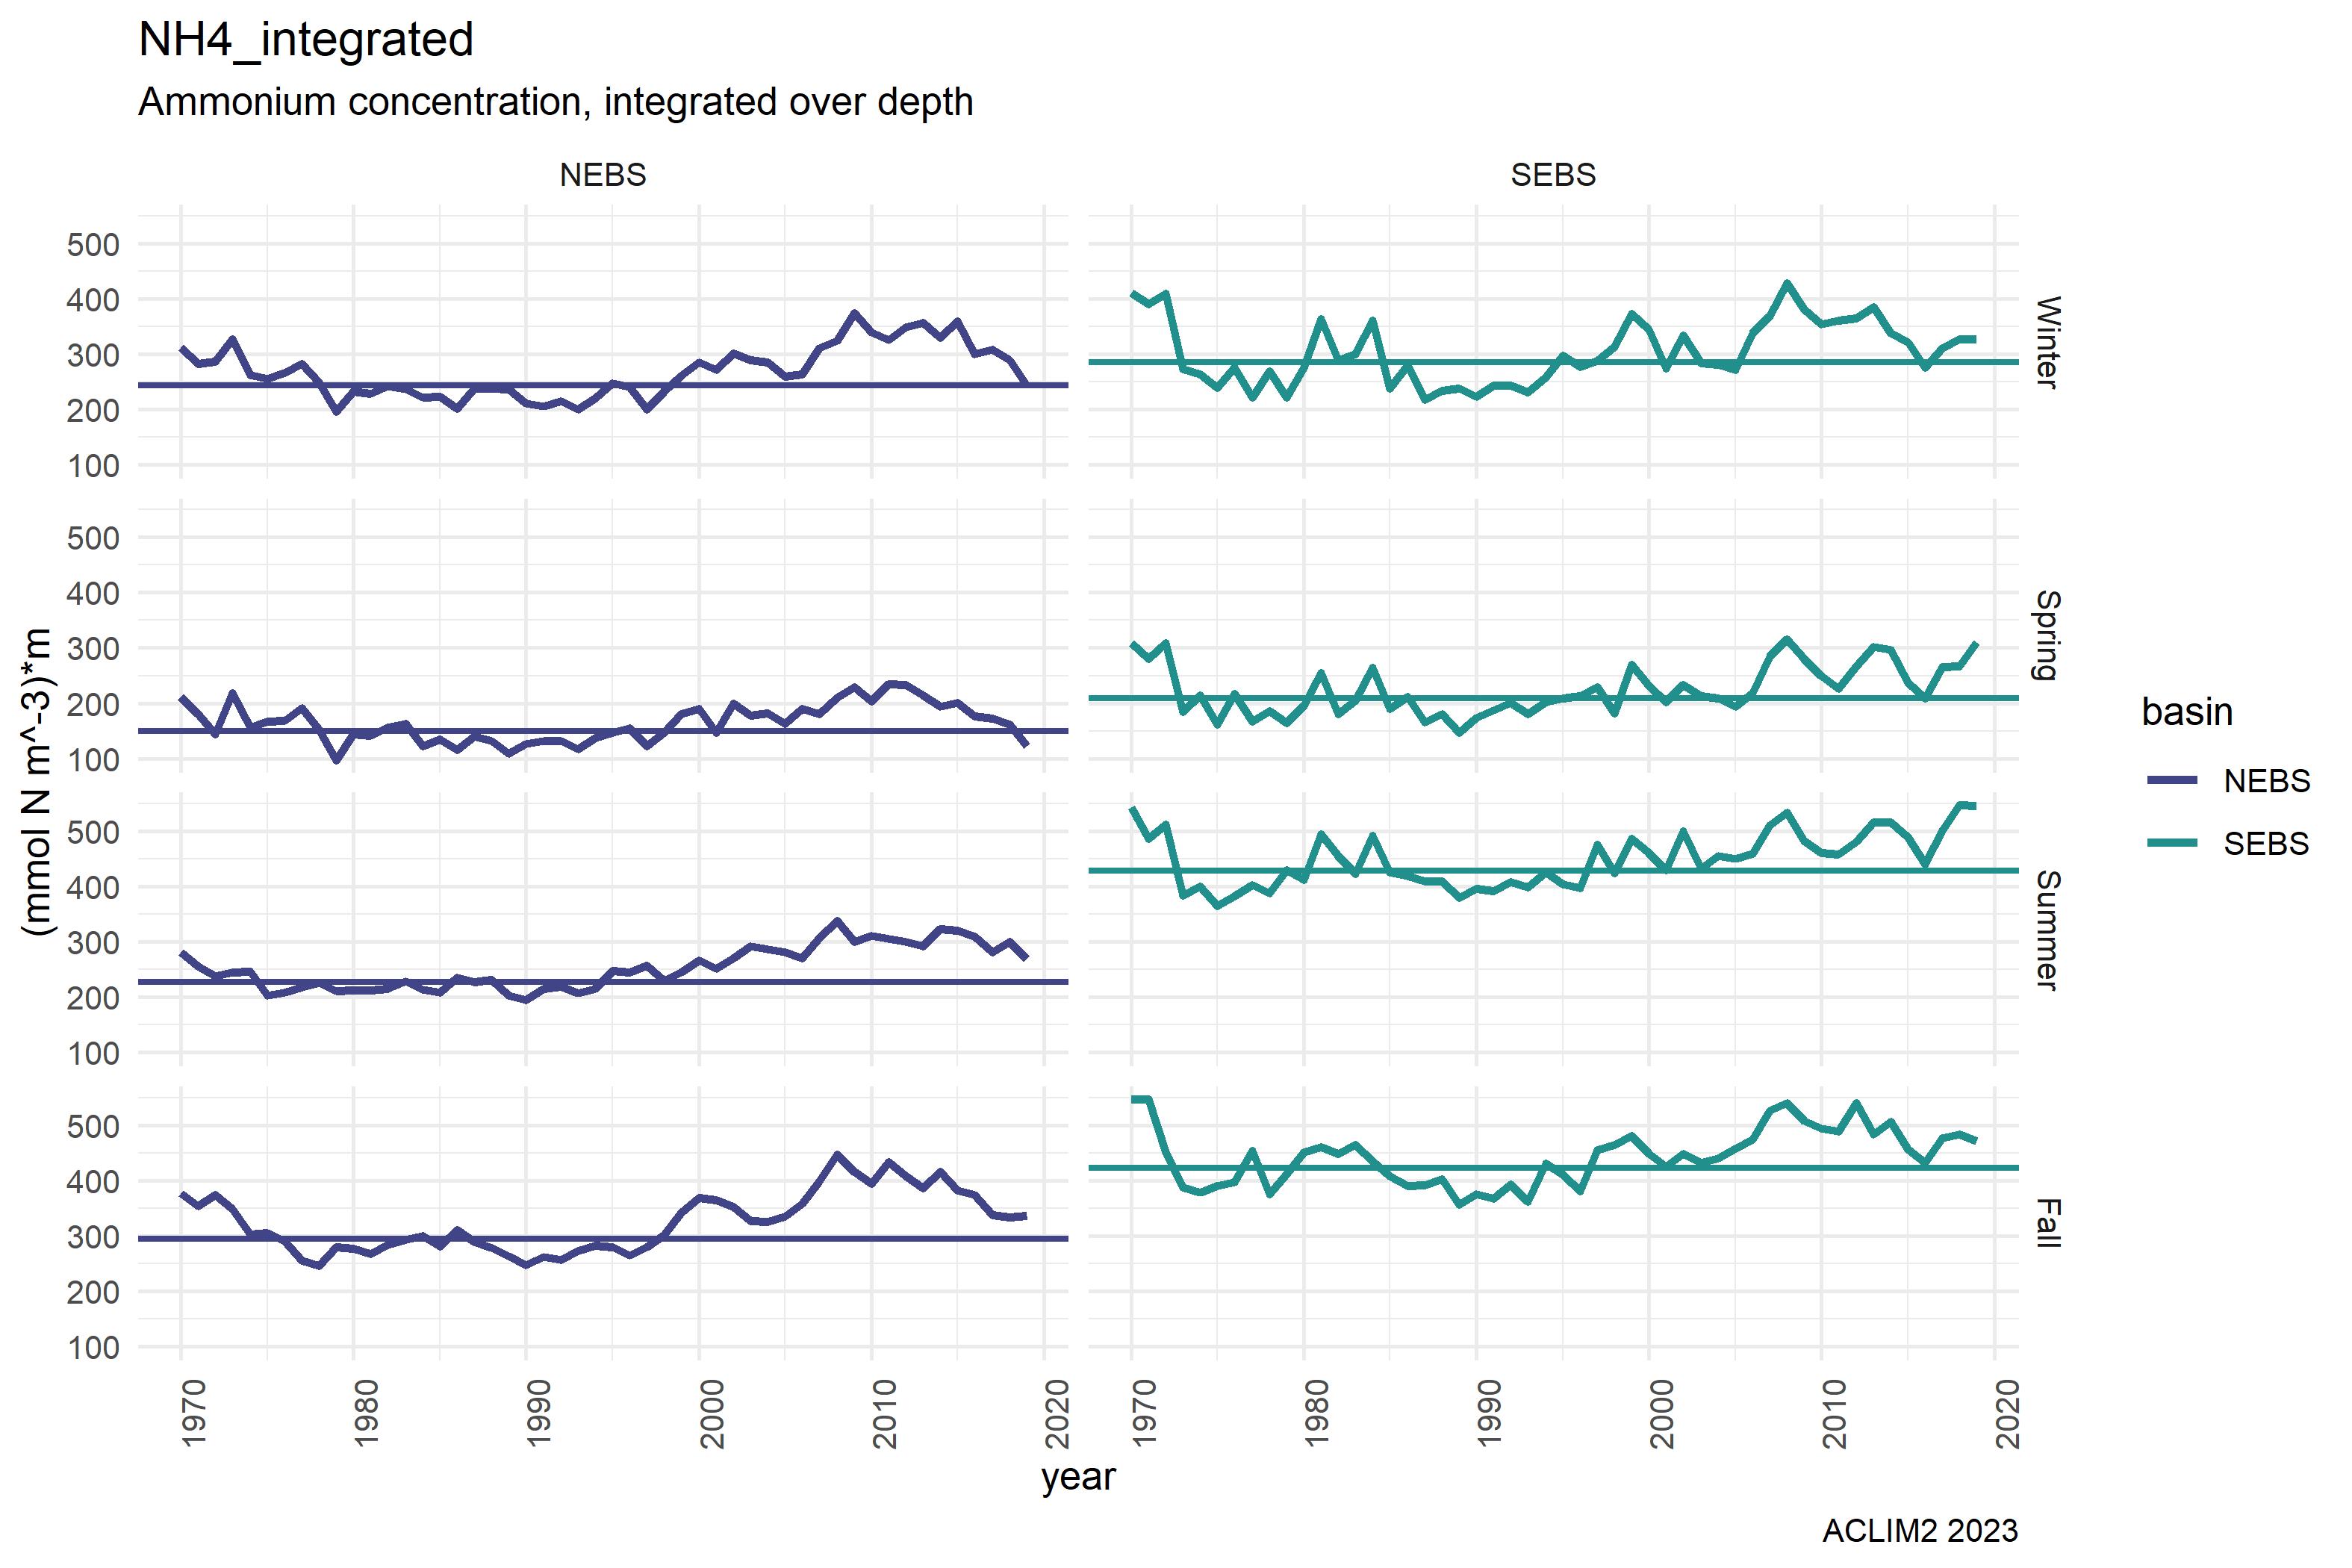 NH4_integrated
Ammonium concentration, integrated over depth
NEBS
SEBS
500
400
300
200
100
Winter
500
400
300
200
100
Spring
500
400
300
200
100
Summer
500
400
300
200
100
Fall
(mmol N m^-3)*m
1970
1980
1990
2000
2010
2020
1970
1980
1990
2000
2010
2020
year
basin
NEBS
SEBS
ACLIM2 2023